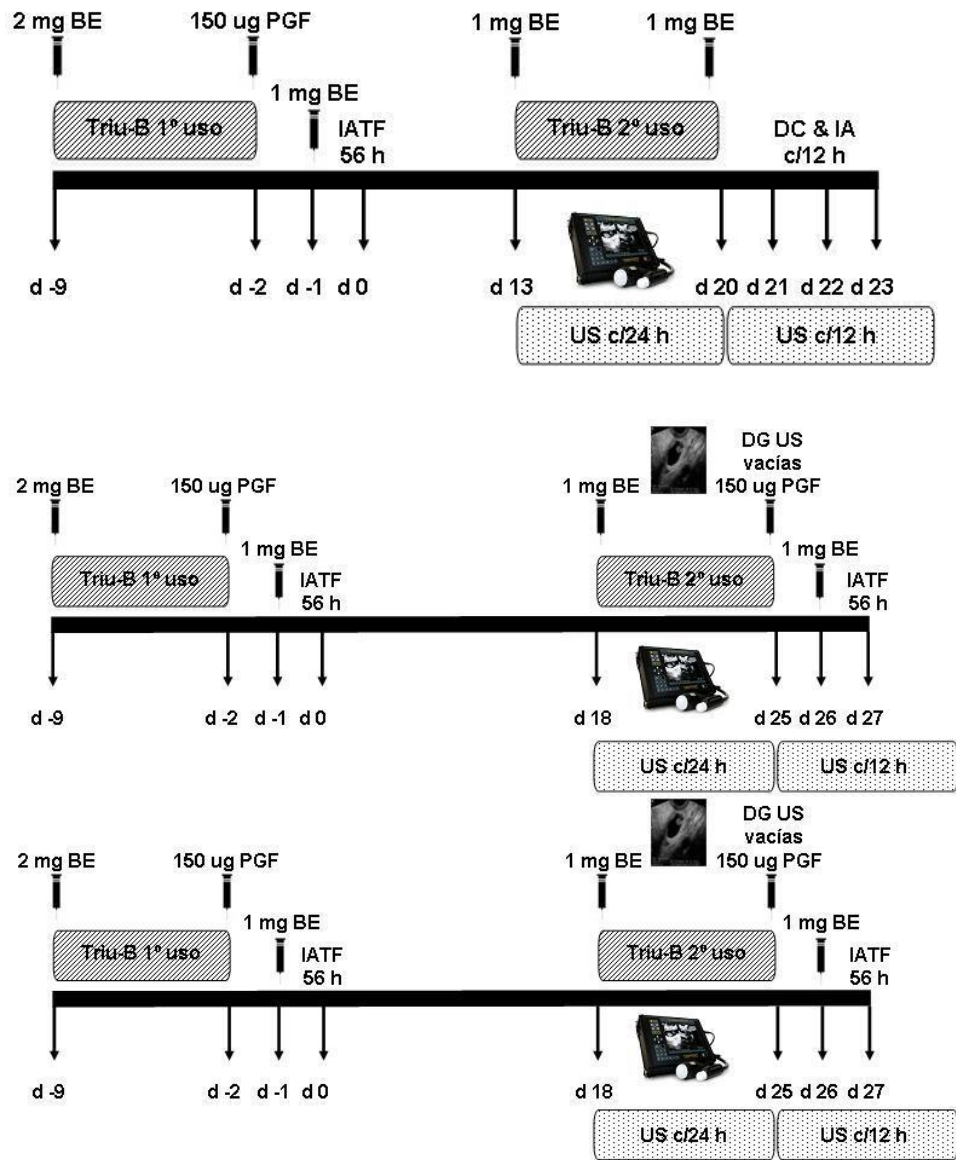 2 mg BE 150 ug PGF 1 mg BE 1 mg BE
1 mg BE
Triu-B 1º uso IATF Triu-B 2º uso DC & IA
56 h c/12 h
d -9 d -2 d -1 d 0 d 13 d 20 d 21 d 22 d 23
US c/24 h US c/12 h
DG US
vacías
2 mg BE 150 ug PGF 1 mg BE 150 ug PGF
1 mg BE 1 mg BE
Triu-B 1º uso IATF Triu-B 2º uso IATF
56 h 56 h
d -9 d -2 d -1 d 0 d 18 d 25 d 26 d 27
US c/24 h US c/12 h
DG US
vacías
2 mg BE 150 ug PGF 1 mg BE 150 ug PGF
1 mg BE 1 mg BE
Triu-B 1º uso IATF Triu-B 2º uso IATF
56 h 56 h
d -9 d -2 d -1 d 0 d 18 d 25 d 26 d 27
US c/24 h US c/12 h